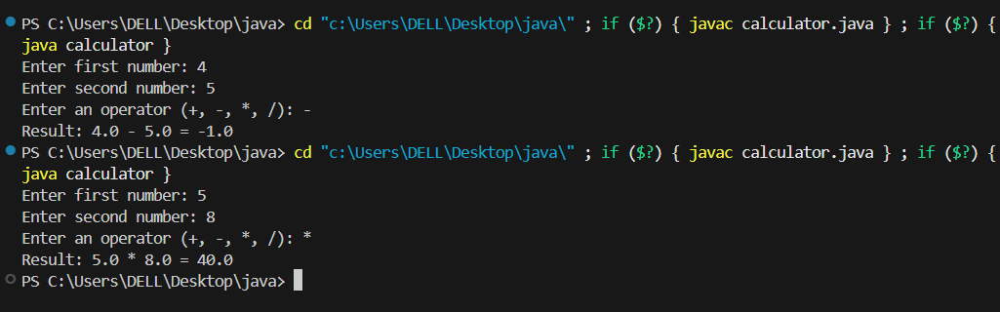 PS C:\Users\DELL\Desktop\java> cd "c:\Users\DELL\Desktop\java\" ; if ($?) { javac calculator.java } ; if ($?) {
java calculator }
Enter first number: 4
Enter second number: 5
Enter an operator (+, -, *, /): -
Result: 4.0 - 5.0 = -1.0
PS C:\Users\DELL\Desktop\java> cd "c:\Users\DELL\Desktop\java\" ; if ($?) { javac calculator.java } ; if ($?) {
java calculator }
Enter first number: 5
Enter second number: 8
Enter an operator (+, -, *, /): *
Result: 5.0 * 8.0 = 40.0
PS C:\Users\DELL\Desktop\java>